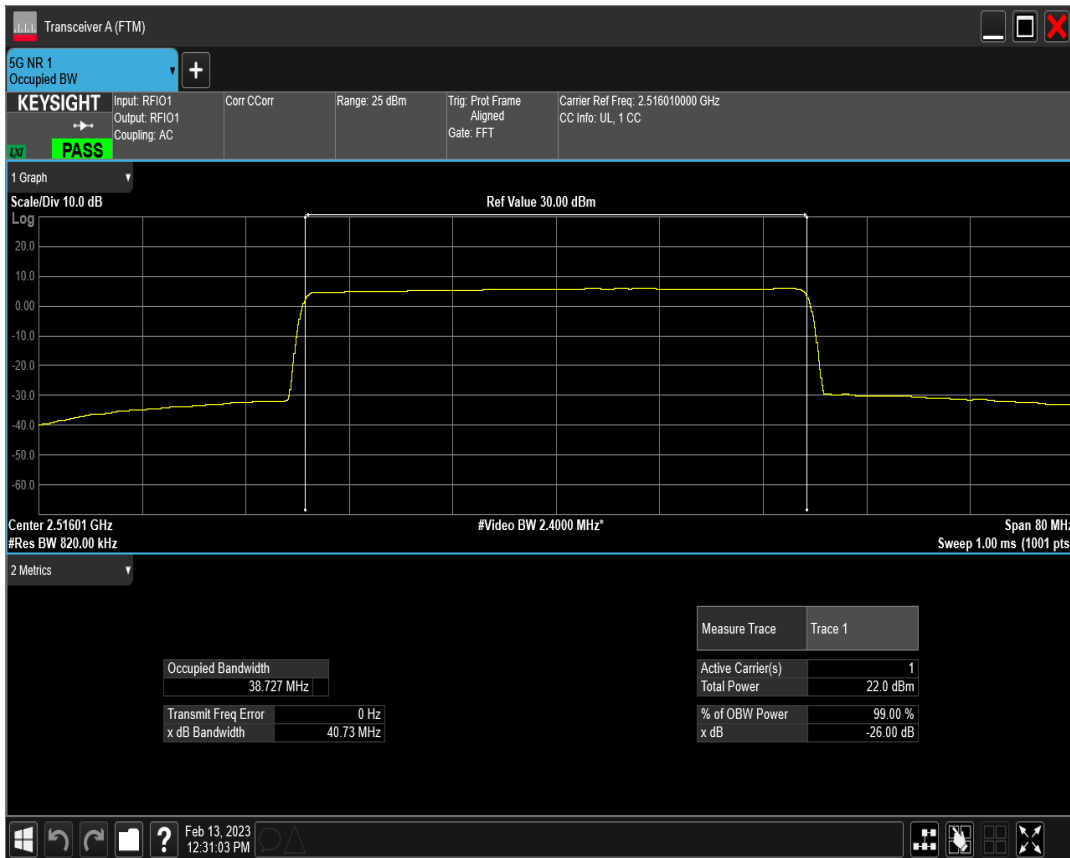 Transceiver A (FTM)
5G NR 1
Occupied BW
+
KEYSIGHT
LXI
PASS
Input: RFIO1
Output: RFIO1
Coupling: AC
Corr CCorr
Range: 25 dBm
Trig: Prot Frame
Aligned
Gate: FFT
Carrier Ref Freq: 2.516010000 GHz
CC Info: UL, 1 CC
1 Graph
Scale/Div 10.0 dB
Ref Value 30.00 dBm
Log
20.0
10.0
0.00
-10.0
-20.0
-30.0
-40.0
-50.0
-60.0
Center 2.51601 GHz
#Video BW 2.4000 MHz*
Span 80 MHz
#Res BW 820.00 kHz
Sweep 1.00 ms (1001 pts
2 Metrics
Measure Trace Trace 1
Occupied Bandwidth
38.727 MHz
Active Carrier(s) 1
Total Power 22.0 dBm
Transmit Freq Error 0 Hz
x dB Bandwidth 40.73 MHz
% of OBW Power 99.00 %
x dB -26.00 dB
?
Feb 13, 2023
12:31:03 PM